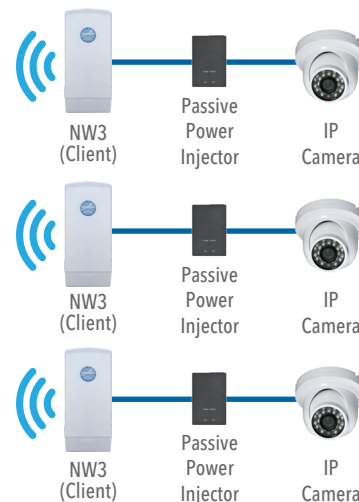 NW3
(Client)
Passive
Power
Injector
IP
Camera
NW3
(Client)
Passive
Power
Injector
IP
Camera
NW3
(Client)
Passive
Power
Injector
IP
Camera